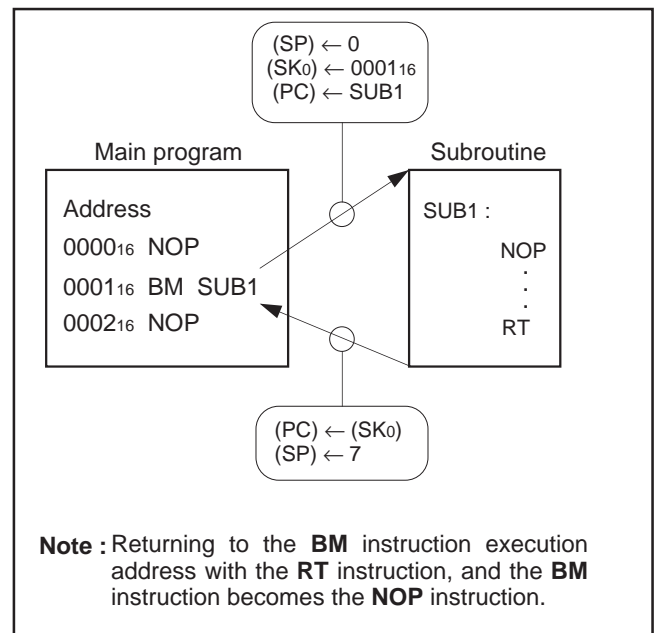 (SP) ← 0
(SK0) ← 000116
(PC) ← SUB1
Main program
Subroutine
Address
000016 NOP
000116 BM SUB1
000216 NOP
SUB1 :
NOP
.
.
.
RT
(PC) ← (SK0)
(SP) ← 7
Note : Returning to the BM instruction execution
address with the RT instruction, and the BM
instruction becomes the NOP instruction.